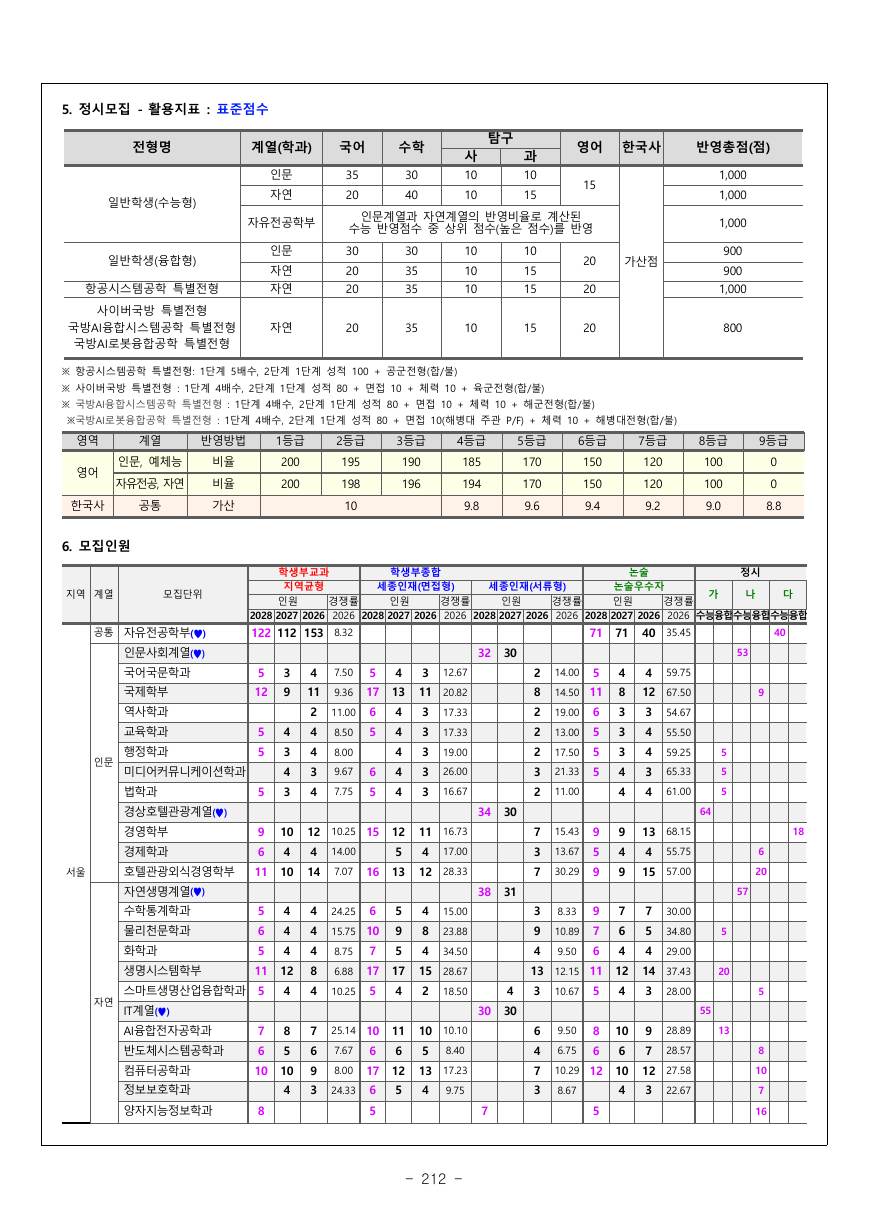 5. 정시모집 - 활용지표 : 표준점수
전형명 계열(학과) 국어 수학 탐구 영어 한국사 반영총점(점)
사 과
일반학생(수능형) 인문 35 30 10 10 15 가산점 1,000
자연 20 40 10 15 1,000
자유전공학부 인문계열과 자연계열의 반영비율로 계산된 1,000
수능 반영점수 중 상위 점수(높은 점수)를 반영
일반학생(융합형) 인문 30 30 10 10 20 900
자연 20 35 10 15 900
항공시스템공학 특별전형 자연 20 35 10 15 20 1,000
사이버국방 특별전형
국방AI융합시스템공학 특별전형 자연 20 35 10 15 20 800
국방AI로봇융합공학 특별전형
※ 항공시스템공학 특별전형: 1단계 5배수, 2단계 1단계 성적 100 + 공군전형(합/불)
※ 사이버국방 특별전형 : 1단계 4배수, 2단계 1단계 성적 80 + 면접 10 + 체력 10 + 육군전형(합/불)
※ 국방AI융합시스템공학 특별전형 : 1단계 4배수, 2단계 1단계 성적 80 + 면접 10 + 체력 10 + 해군전형(합/불)
※국방AI로봇융합공학 특별전형 : 1단계 4배수, 2단계 1단계 성적 80 + 면접 10(해병대 주관 P/F) + 체력 10 + 해병대전형(합/불)
영역 계열 반영방법 1등급 2등급 3등급 4등급 5등급 6등급 7등급 8등급 9등급
영어 인문, 예체능 비율 200 195 190 185 170 150 120 100 0
자유전공, 자연 비율 200 198 196 194 170 150 120 100 0
한국사 공통 가산 10 9.8 9.6 9.4 9.2 9.0 8.8
6. 모집인원
지역 계열 모집단위 학생부교과 학생부종합 논술 정시
지역균형 세종인재(면접형) 세종인재(서류형) 논술우수자 가 나 다
인원 경쟁률 인원 경쟁률 인원 경쟁률 인원 경쟁률
2028 2027 2026 2026 2028 2027 2026 2026 2028 2027 2026 2026 2028 2027 2026 2026 수능 융합 수능 융합 수능 융합
서울 공통 자유전공학부(♥) 122 112 153 8.32 71 71 40 35.45 40
인문 인문사회계열(♥) 32 30 53
국어국문학과 5 3 4 7.50 5 4 3 12.67 2 14.00 5 4 4 59.75
국제학부 12 9 11 9.36 17 13 11 20.82 8 14.50 11 8 12 67.50 9
역사학과 2 11.00 6 4 3 17.33 2 19.00 6 3 3 54.67
교육학과 5 4 4 8.50 5 4 3 17.33 2 13.00 5 3 4 55.50
행정학과 5 3 4 8.00 4 3 19.00 2 17.50 5 3 4 59.25 5
미디어커뮤니케이션학과 4 3 9.67 6 4 3 26.00 3 21.33 5 4 3 65.33 5
법학과 5 3 4 7.75 5 4 3 16.67 2 11.00 4 4 61.00 5
경상호텔관광계열(♥) 34 30 64
경영학부 9 10 12 10.25 15 12 11 16.73 7 15.43 9 9 13 68.15 18
경제학과 6 4 4 14.00 5 4 17.00 3 13.67 5 4 4 55.75 6
호텔관광외식경영학부 11 10 14 7.07 16 13 12 28.33 7 30.29 9 9 15 57.00 20
자연 자연생명계열(♥) 38 31 57
수학통계학과 5 4 4 24.25 6 5 4 15.00 3 8.33 9 7 7 30.00
물리천문학과 6 4 4 15.75 10 9 8 23.88 9 10.89 7 6 5 34.80 5
화학과 5 4 4 8.75 7 5 4 34.50 4 9.50 6 4 4 29.00
생명시스템학부 11 12 8 6.88 17 17 15 28.67 13 12.15 11 12 14 37.43 20
스마트생명산업융합학과 5 4 4 10.25 5 4 2 18.50 4 3 10.67 5 4 3 28.00 5
IT계열(♥) 30 30 55
AI융합전자공학과 7 8 7 25.14 10 11 10 10.10 6 9.50 8 10 9 28.89 13
반도체시스템공학과 6 5 6 7.67 6 6 5 8.40 4 6.75 6 6 7 28.57 8
컴퓨터공학과 10 10 9 8.00 17 12 13 17.23 7 10.29 12 10 12 27.58 10
정보보호학과 4 3 24.33 6 5 4 9.75 3 8.67 4 3 22.67 7
양자지능정보학과 8 5 7 5 16
- 212 -